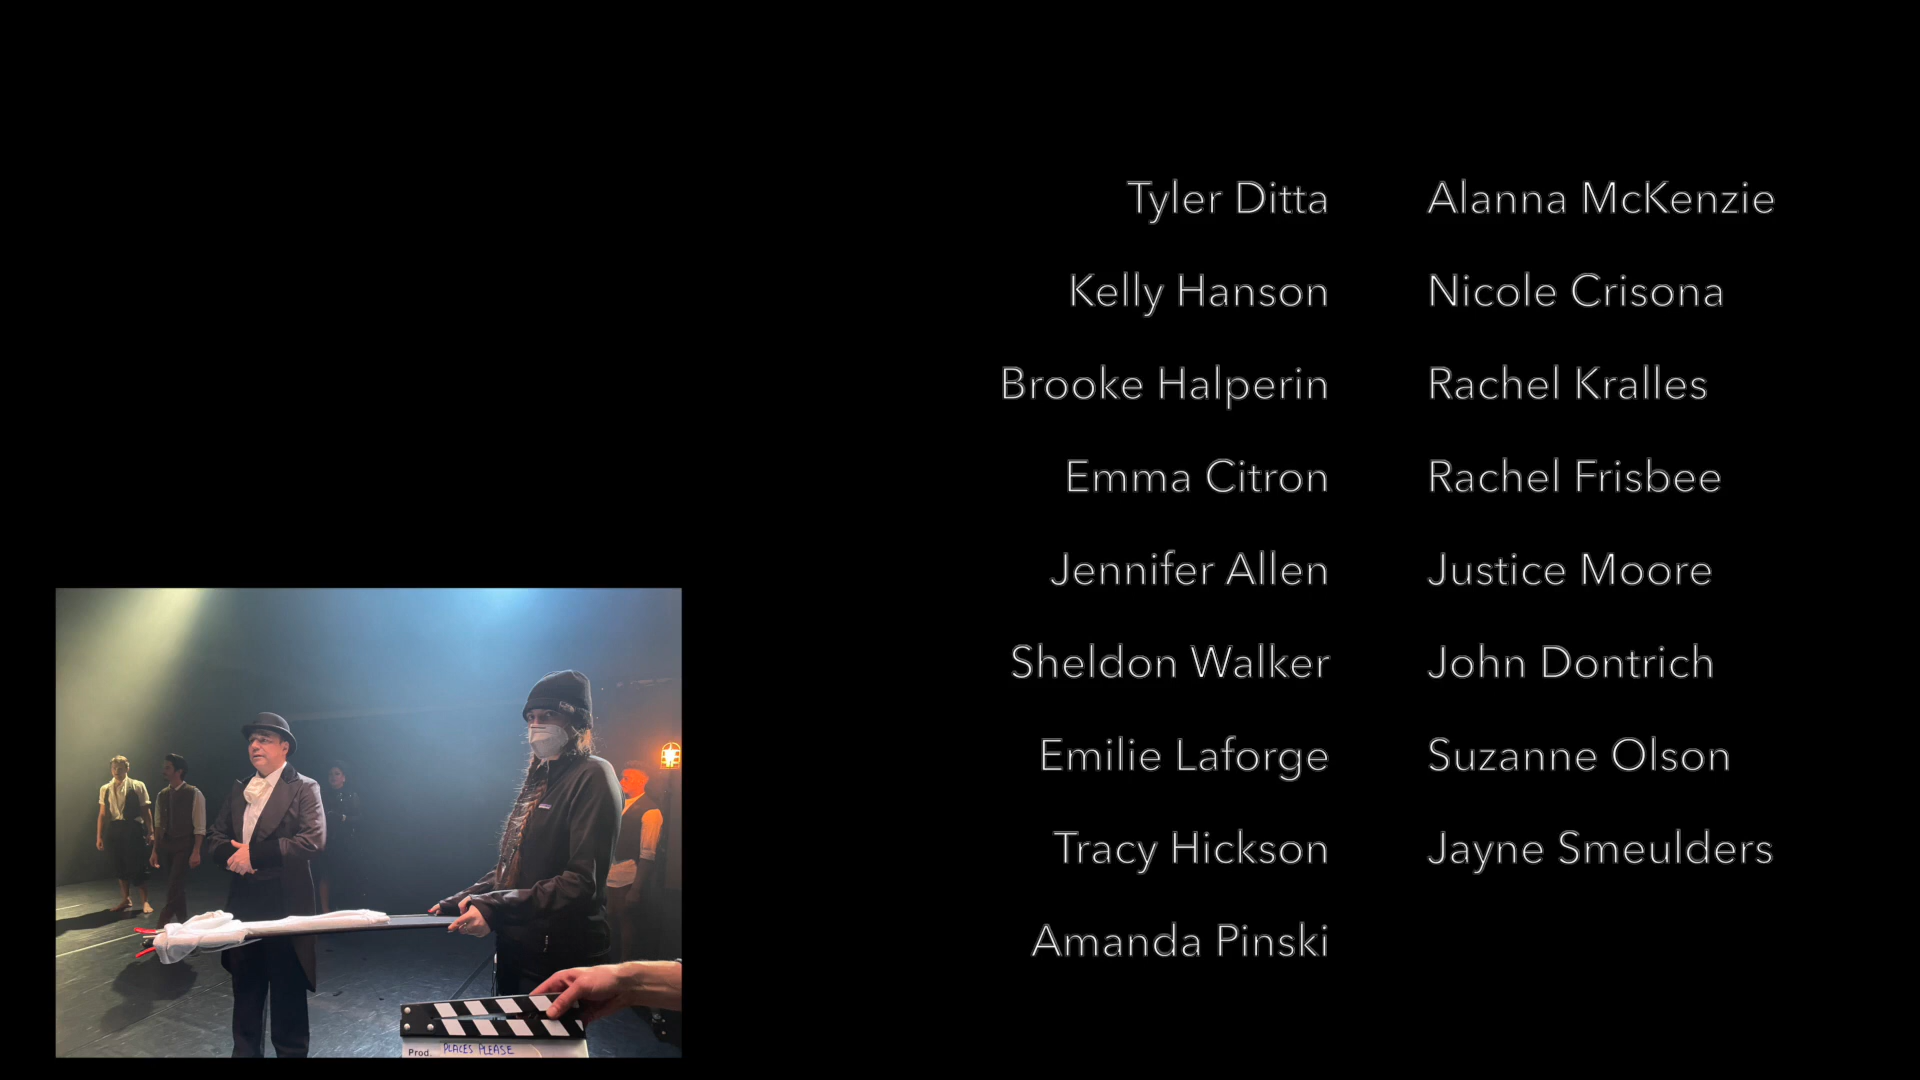 Tyler Ditta Alanna McKenzie
Kelly Hanson Nicole Crisona
Brooke Halperin Rachel Kralles
Emma Citron Rachel Frisbee
Jennifer Allen Justice Moore
Sheldon Walker John Dontrich
Emilie Laforge Suzanne Olson
Tracy Hickson Jayne Smeulders
Amanda Pinski
Prod. PLACES PLEASE